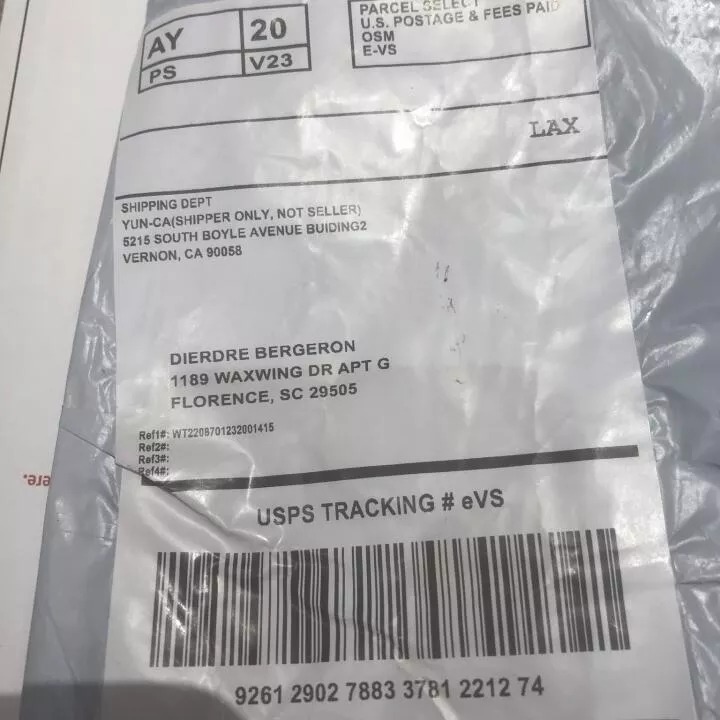 AY 20
PS V23
PARCEL SELECT
U.S. POSTAGE & FEES PAID
OSM
E-VS
LAX
SHIPPING DEPT
YUN-CA(SHIPPER ONLY, NOT SELLER)
5215 SOUTH BOYLE AVENUE BUIDING2
VERNON, CA 90058
DIERDRE BERGERON
1189 WAXWING DR APT G
FLORENCE, SC 29505
Ref1#: WT2208701232001415
Ref2#:
Ref3#:
Ref4#:
USPS TRACKING # eVS
9261 2902 7883 3781 2212 74
ere.